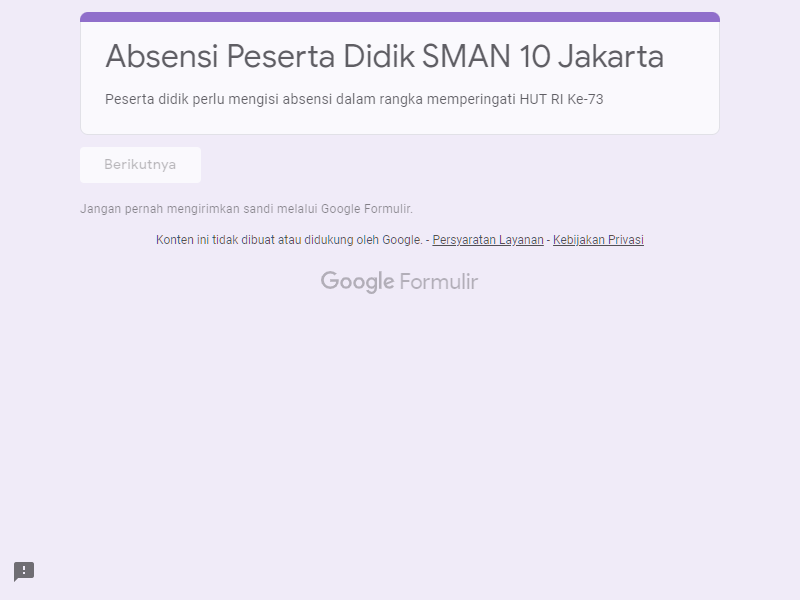 Absensi Peserta Didik SMAN 10 Jakarta
Peserta didik perlu mengisi absensi dalam rangka memperingati HUT RI Ke-73
Berikutnya
Jangan pernah mengirimkan sandi melalui Google Formulir.
Konten ini tidak dibuat atau didukung oleh Google. - Persyaratan Layanan - Kebijakan Privasi
Google Formulir